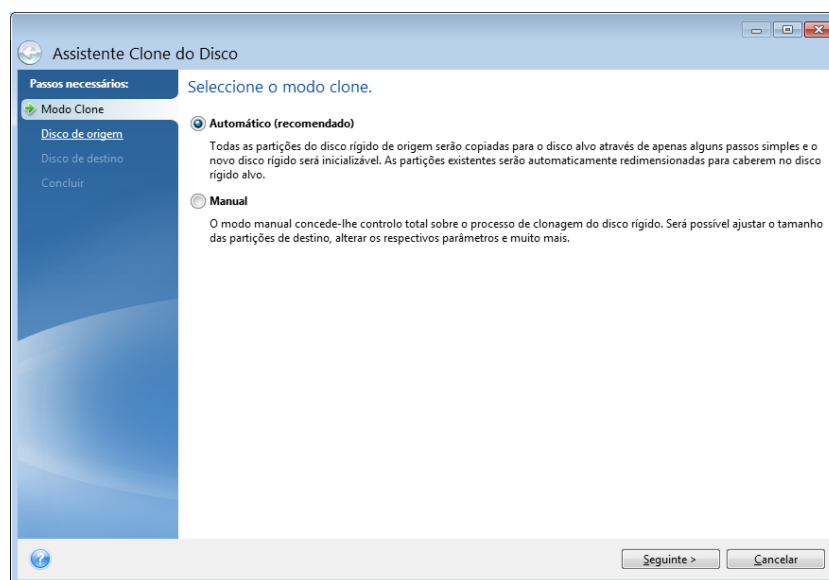 Assistente Clone do Disco
Passos necessários:
Modo Clone
Disco de origem
Disco de destino
Concluir
Seleccione o modo clone.
Automático (recomendado)
Todas as partições do disco rígido de origem serão copiadas para o disco alvo através de apenas alguns passos simples e o
novo disco rígido será inicializável. As partições existentes serão automaticamente redimensionadas para caberem no disco
rígido alvo.
Manual
O modo manual concede-lhe controlo total sobre o processo de clonagem do disco rígido. Será possível ajustar o tamanho
das partições de destino, alterar os respectivos parâmetros e muito mais.
Seguinte >
Cancelar